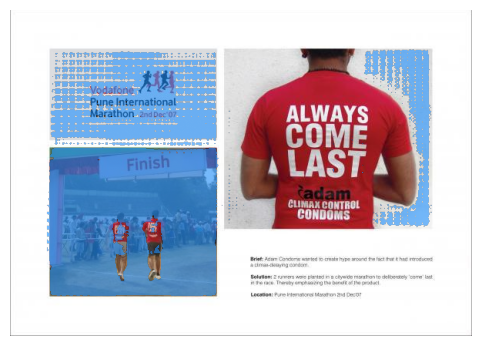 Vodafone
Pune International
Marathon 2nd Dec'07
Finish
ALWAYS
COME
LAST
adam
CLIMAX CONTROL
CONDOMS
Brief: Adam Condoms wanted to create hype around the fact that it had introduced
a climax delaying condom.
Solution: 2 runners were planted in a citywide marathon to deliberately 'come' last
in the race. Thereby emphasizing the benefit of the product.
Location: Pune International Marathon 2nd Dec'07